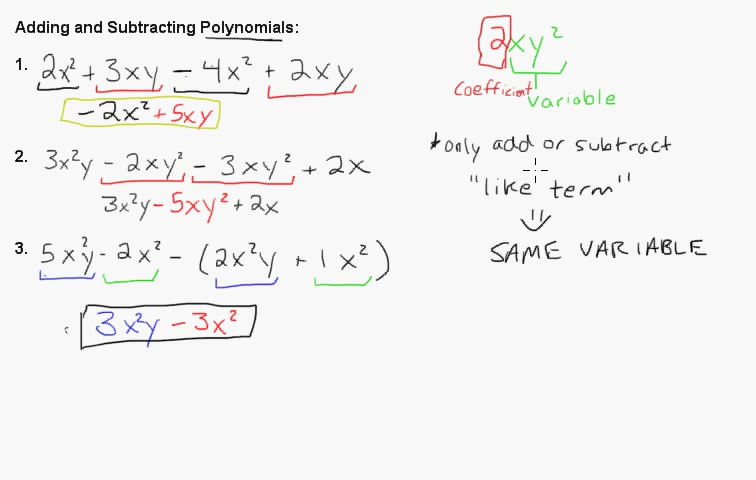 Adding and Subtracting Polynomials:
1. 2x² + 3xy - 4x² + 2xy
-2x² + 5xy
2. 3x²y - 2xy² - 3xy² + 2x
3x²y - 5xy² + 2x
3. 5x²y - 2x² - (2x²y + 1x²)
3x²y - 3x²
2xy²
coefficient
variable
*only add or subtract
"like term"
SAME VARIABLE